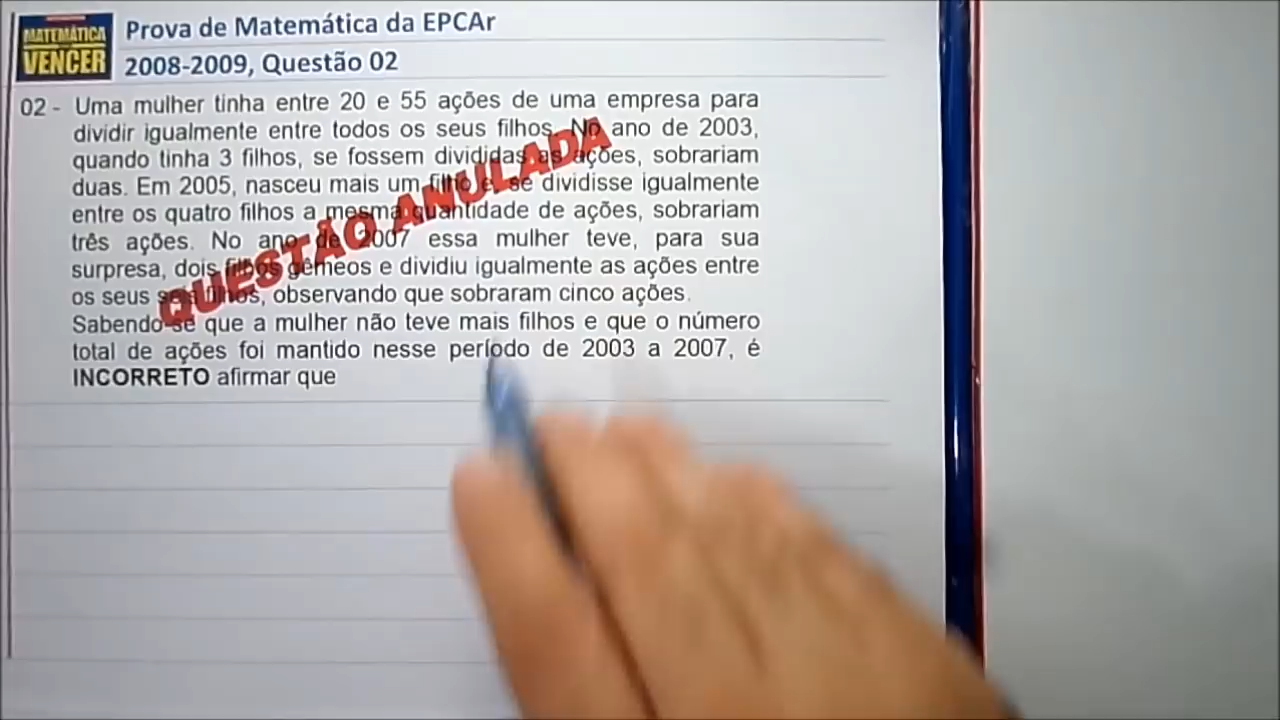 MATEMÁTICA
VENCER
Prova de Matemática da EPCAr
2008-2009, Questão 02
02 - Uma mulher tinha entre 20 e 55 ações de uma empresa para
dividir igualmente entre todos os seus filhos. No ano de 2003,
quando tinha 3 filhos, se fossem divididas as ações, sobrariam
duas. Em 2005, nasceu mais um filho e, se dividisse igualmente
entre os quatro filhos a mesma quantidade de ações, sobrariam
três ações. No ano de 2007 essa mulher teve, para sua
surpresa, dois filhos gêmeos e dividiu igualmente as ações entre
os seus seis filhos, observando que sobraram cinco ações.
Sabendo-se que a mulher não teve mais filhos e que o número
total de ações foi mantido nesse período de 2003 a 2007, é
INCORRETO afirmar que
QUESTÃO ANULADA